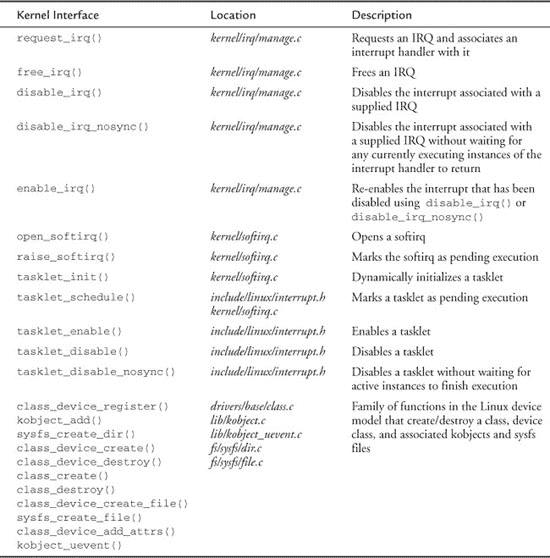 Kernel Interface Location Description
request_irq() kernel/irq/manage.c Requests an IRQ and associates an
interrupt handler with it
free_irq() kernel/irq/manage.c Frees an IRQ
disable_irq() kernel/irq/manage.c Disables the interrupt associated with a
supplied IRQ
disable_irq_nosync() kernel/irq/manage.c Disables the interrupt associated with
a supplied IRQ without waiting for
any currently executing instances of the
interrupt handler to return
enable_irq() kernel/irq/manage.c Re-enables the interrupt that has been
disabled using disable_irq() or
disable_irq_nosync()
open_softirq() kernel/softirq.c Opens a softirq
raise_softirq() kernel/softirq.c Marks the softirq as pending execution
tasklet_init() kernel/softirq.c Dynamically initializes a tasklet
tasklet_schedule() include/linux/interrupt.h Marks a tasklet as pending execution
kernel/softirq.c
tasklet_enable() include/linux/interrupt.h Enables a tasklet
tasklet_disable() include/linux/interrupt.h Disables a tasklet
tasklet_disable_nosync() include/linux/interrupt.h Disables a tasklet without waiting for
active instances to finish execution
class_device_register() drivers/base/class.c Family of functions in the Linux device
kobject_add() lib/kobject.c model that create/destroy a class, device
sysfs_create_dir() lib/kobject_uevent.c class, and associated kobjects and sysfs
class_device_create() fs/sysfs/dir.c files
class_device_destroy() fs/sysfs/file.c
class_create()
class_destroy()
class_device_create_file()
sysfs_create_file()
class_device_add_attrs()
kobject_uevent()